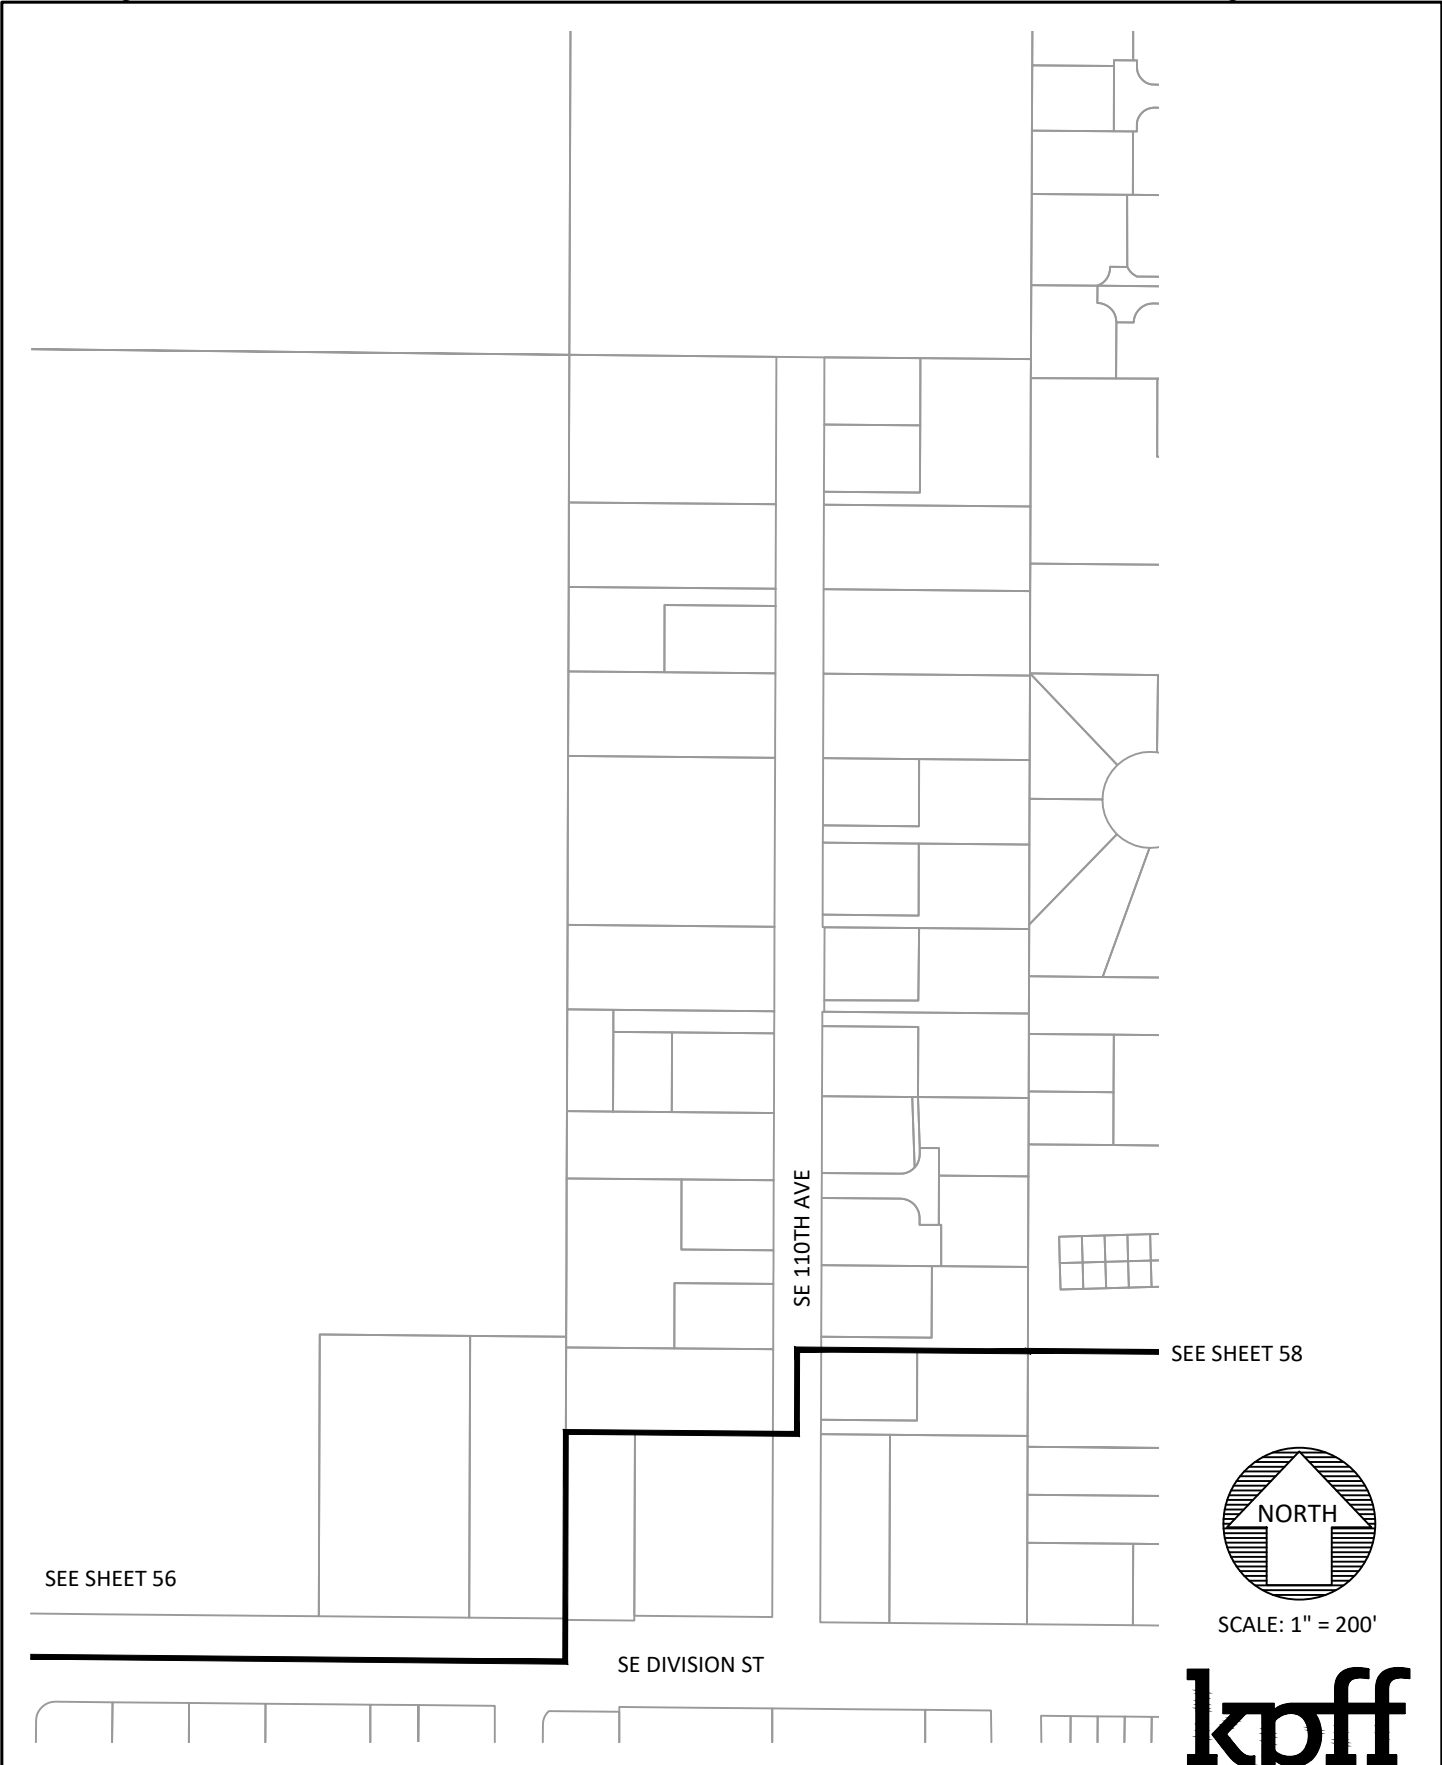 SE 110TH AVE
SEE SHEET 58
NORTH
SEE SHEET 56
SCALE: 1" = 200'
SE DIVISION ST
kpff